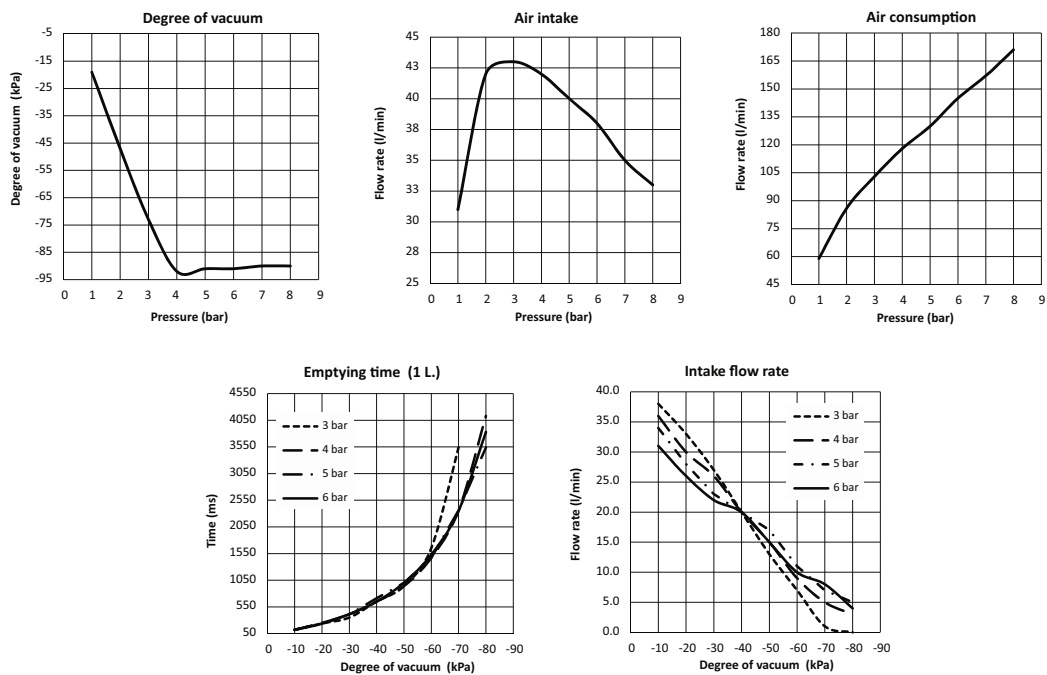 Degree of vacuum
Degree of vacuum (kPa)
-5
-15
-25
-35
-45
-55
-65
-75
-85
-95
0 1 2 3 4 5 6 7 8 9
Pressure (bar)
Air intake
Flow rate (l/min)
45
43
40
38
35
33
30
28
25
0 1 2 3 4 5 6 7 8 9
Pressure (bar)
Air consumption
Flow rate (l/min)
180
165
150
135
120
105
90
75
60
45
0 1 2 3 4 5 6 7 8 9
Pressure (bar)
Emptying time (1 L.)
Time (ms)
4550
4050
3550
3050
2550
2050
1550
1050
550
50
3 bar
4 bar
5 bar
6 bar
0 -10 -20 -30 -40 -50 -60 -70 -80 -90
Degree of vacuum (kPa)
Intake flow rate
Flow rate (l/min)
40.0
35.0
30.0
25.0
20.0
15.0
10.0
5.0
0.0
3 bar
4 bar
5 bar
6 bar
0 -10 -20 -30 -40 -50 -60 -70 -80 -90
Degree of vacuum (kPa)